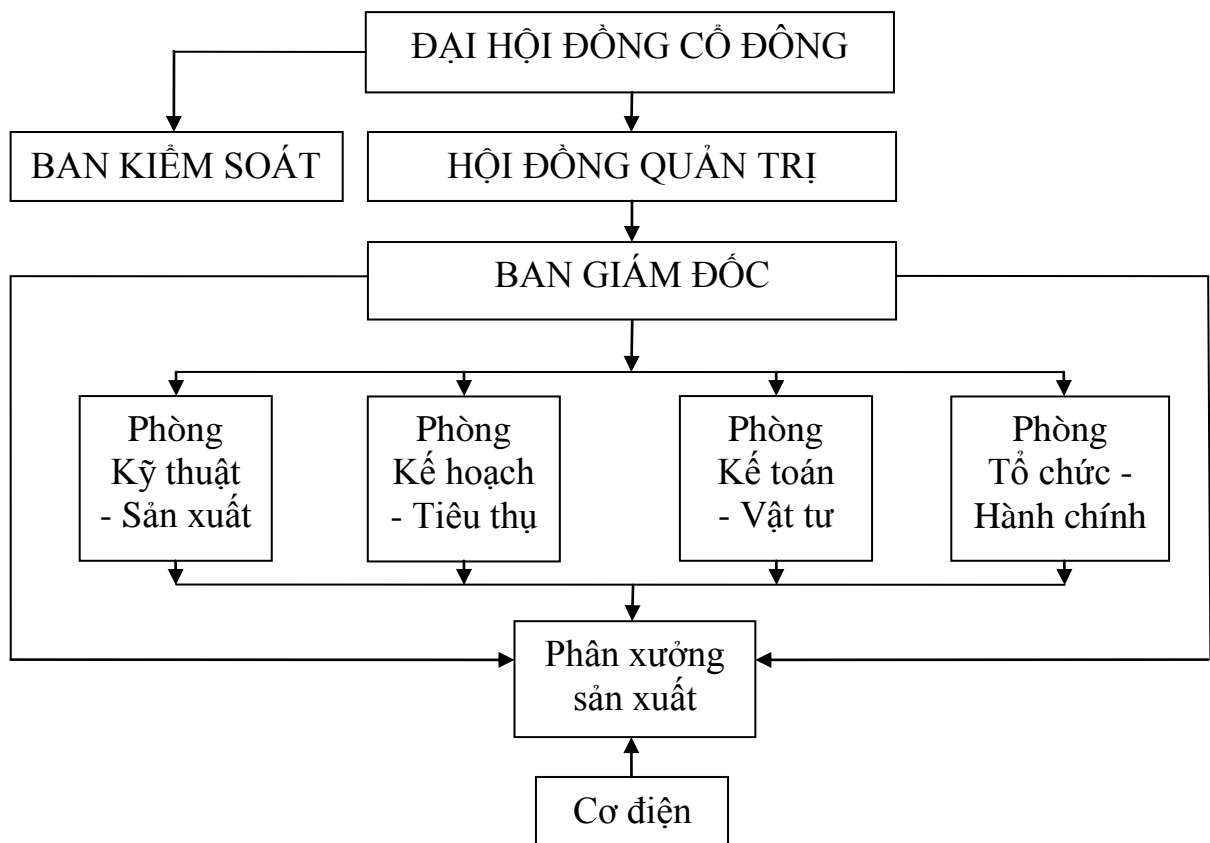 ĐẠI HỘI ĐỒNG CỔ ĐÔNG
BAN KIỂM SOÁT
HỘI ĐỒNG QUẢN TRỊ
BAN GIÁM ĐỐC
Phòng
Kỹ thuật
- Sản xuất
Phòng
Kế hoạch
- Tiêu thụ
Phòng
Kế toán
- Vật tư
Phòng
Tổ chức -
Hành chính
Phân xưởng
sản xuất
Cơ điện